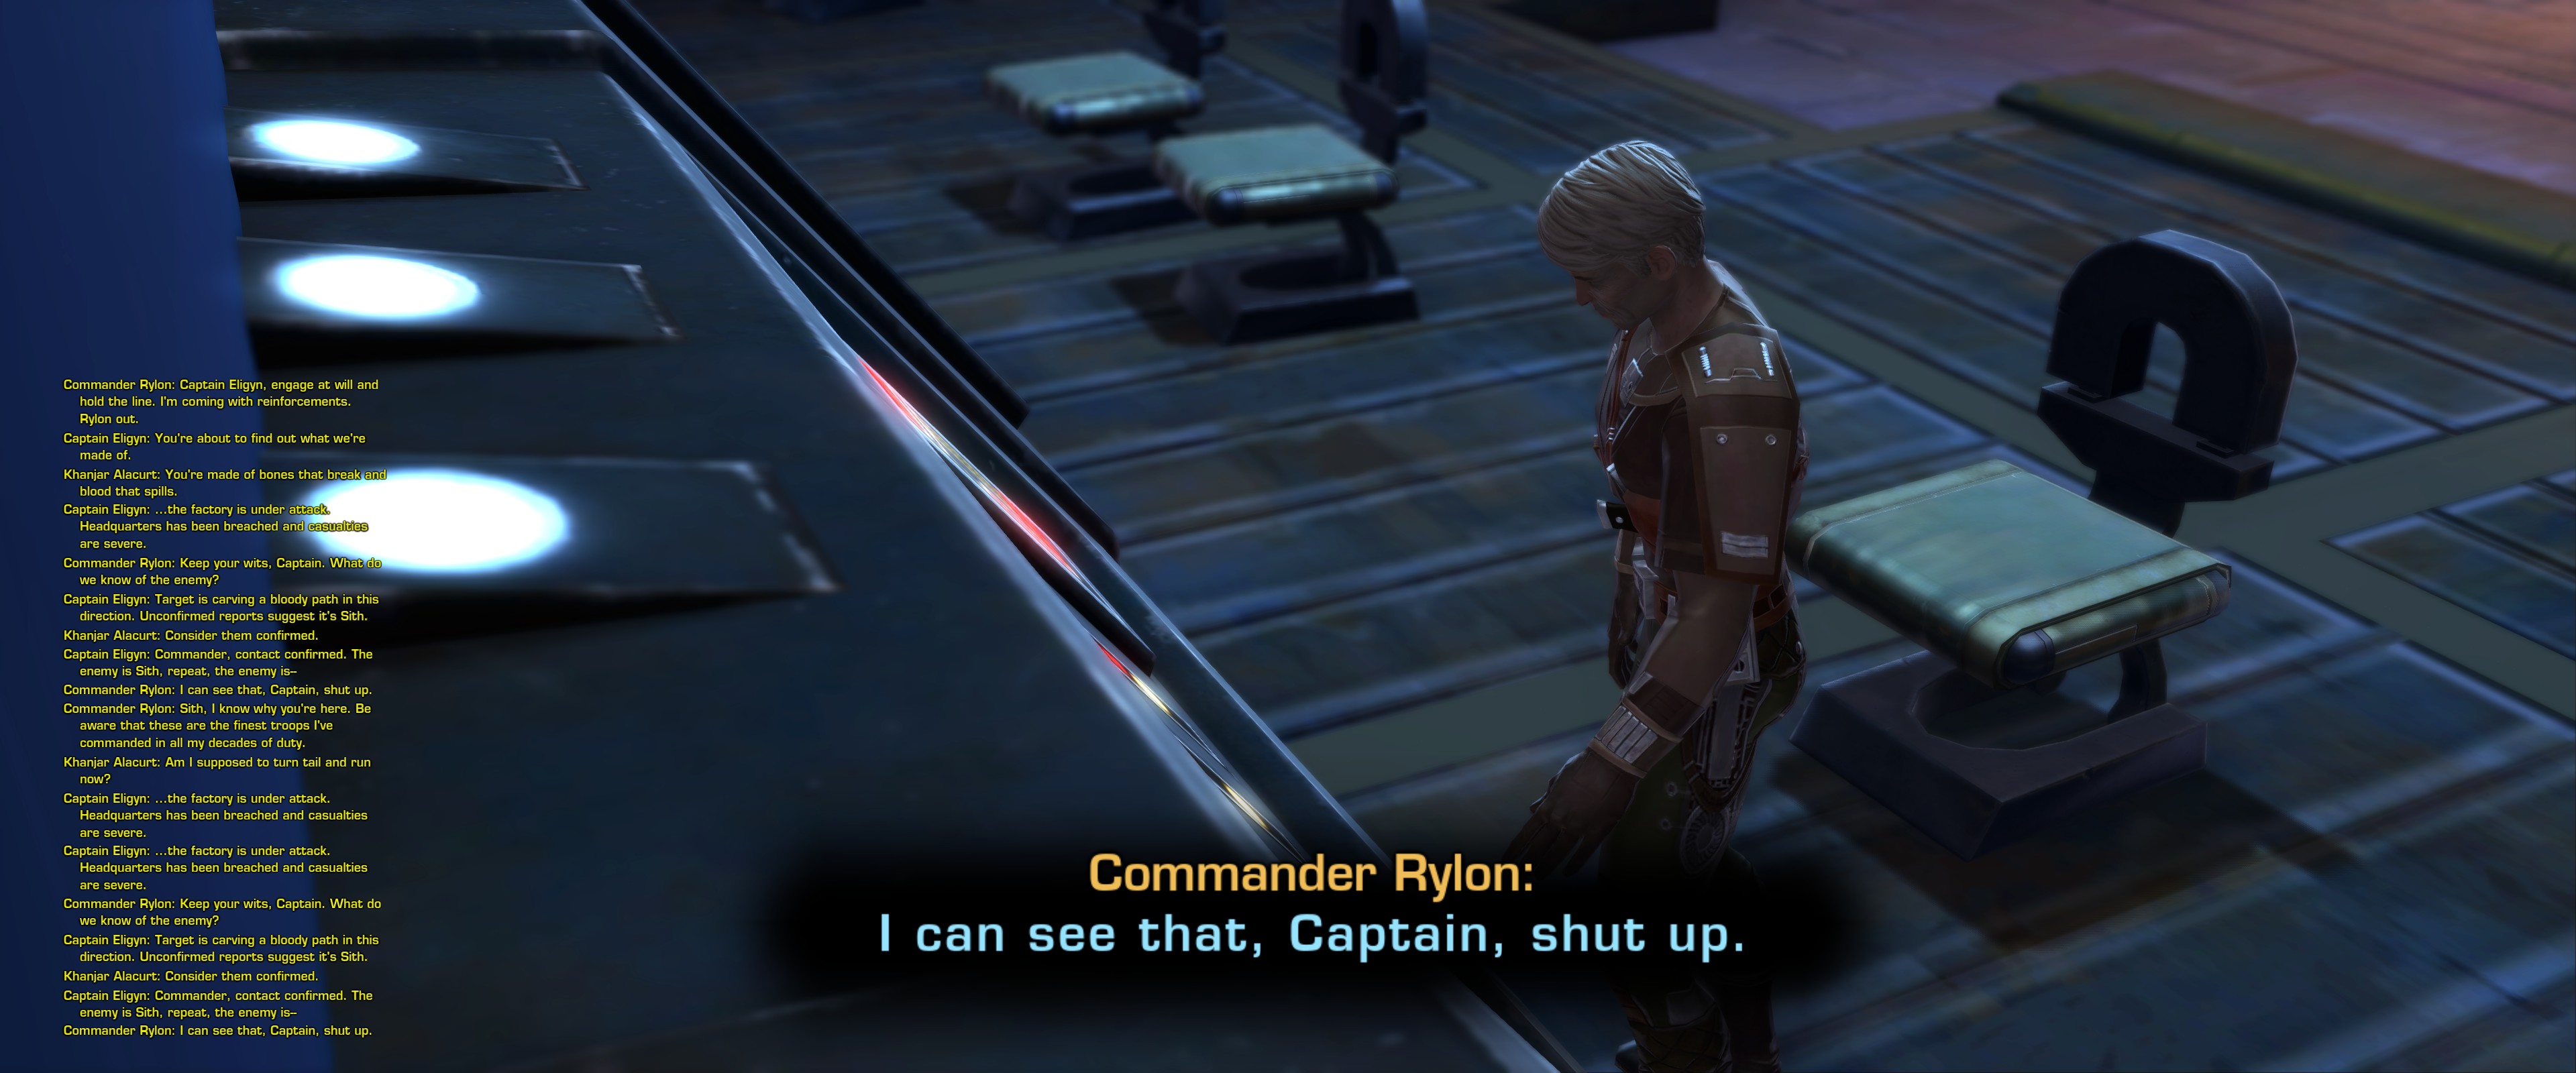 Commander Rylon: Captain Eligyn, engage at will and
hold the line. I'm coming with reinforcements.
Rylon out.
Captain Eligyn: You're about to find out what we're
made of.
Khanjar Alacurt: You're made of bones that break and
blood that spills.
Captain Eligyn: ...the factory is under attack.
Headquarters has been breached and casualties
are severe.
Commander Rylon: Keep your wits, Captain. What do
we know of the enemy?
Captain Eligyn: Target is carving a bloody path in this
direction. Unconfirmed reports suggest it's Sith.
Khanjar Alacurt: Consider them confirmed.
Captain Eligyn: Commander, contact confirmed. The
enemy is Sith, repeat, the enemy is–
Commander Rylon: I can see that, Captain, shut up.
Commander Rylon: Sith, I know why you're here. Be
aware that these are the finest troops I've
commanded in all my decades of duty.
Khanjar Alacurt: Am I supposed to turn tail and run
now?
Captain Eligyn: ...the factory is under attack.
Headquarters has been breached and casualties
are severe.
Captain Eligyn: ...the factory is under attack.
Headquarters has been breached and casualties
are severe.
Commander Rylon: Keep your wits, Captain. What do
we know of the enemy?
Captain Eligyn: Target is carving a bloody path in this
direction. Unconfirmed reports suggest it's Sith.
Khanjar Alacurt: Consider them confirmed.
Captain Eligyn: Commander, contact confirmed. The
enemy is Sith, repeat, the enemy is–
Commander Rylon: I can see that, Captain, shut up.
Commander Rylon:
I can see that, Captain, shut up.